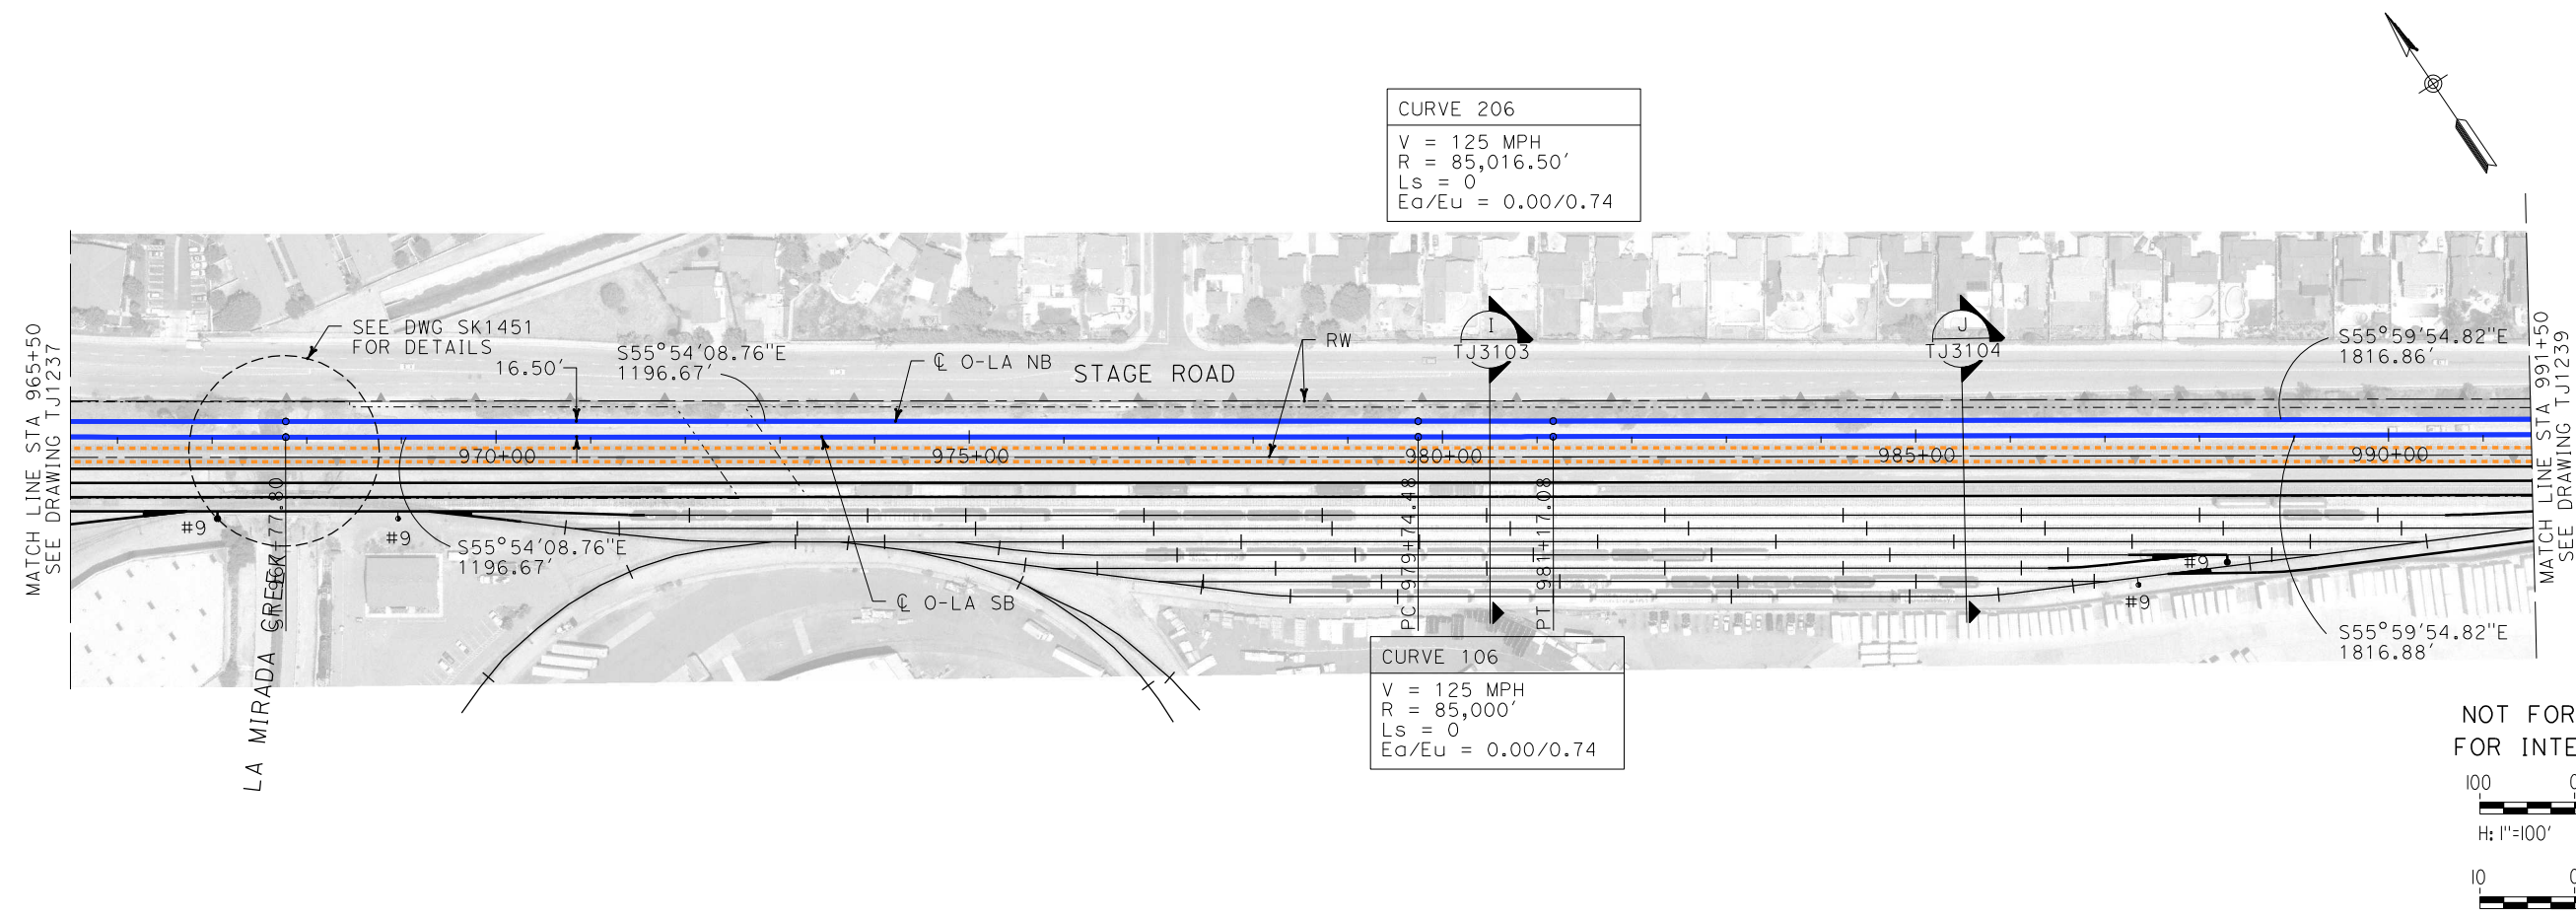 CURVE 206
V = 125 MPH
R = 85,016.50'
Ls = 0
Ea/Eu = 0.00/0.74
MATCH LINE STA 965+50
SEE DRAWING TJ1237
SEE DWG SK1451
FOR DETAILS
16.50'
S55°54'08.76"E
1196.67'
℄ O-LA NB
STAGE ROAD
RW
I
TJ3103
J
TJ3104
S55°59'54.82"E
1816.86'
MATCH LINE STA 991+50
SEE DRAWING TJ1239
970+00
975+00
980+00
985+00
990+00
#9
#9
S55°54'08.76"E
1196.67'
℄ O-LA SB
PC 979+74.48
PT 981+17.08
#9
#9
LA MIRADA CREEK
S55°59'54.82"E
1816.88'
CURVE 106
V = 125 MPH
R = 85,000'
Ls = 0
Ea/Eu = 0.00/0.74
NOT FOR
FOR INTE
100 0
H: 1"=100'
10 0